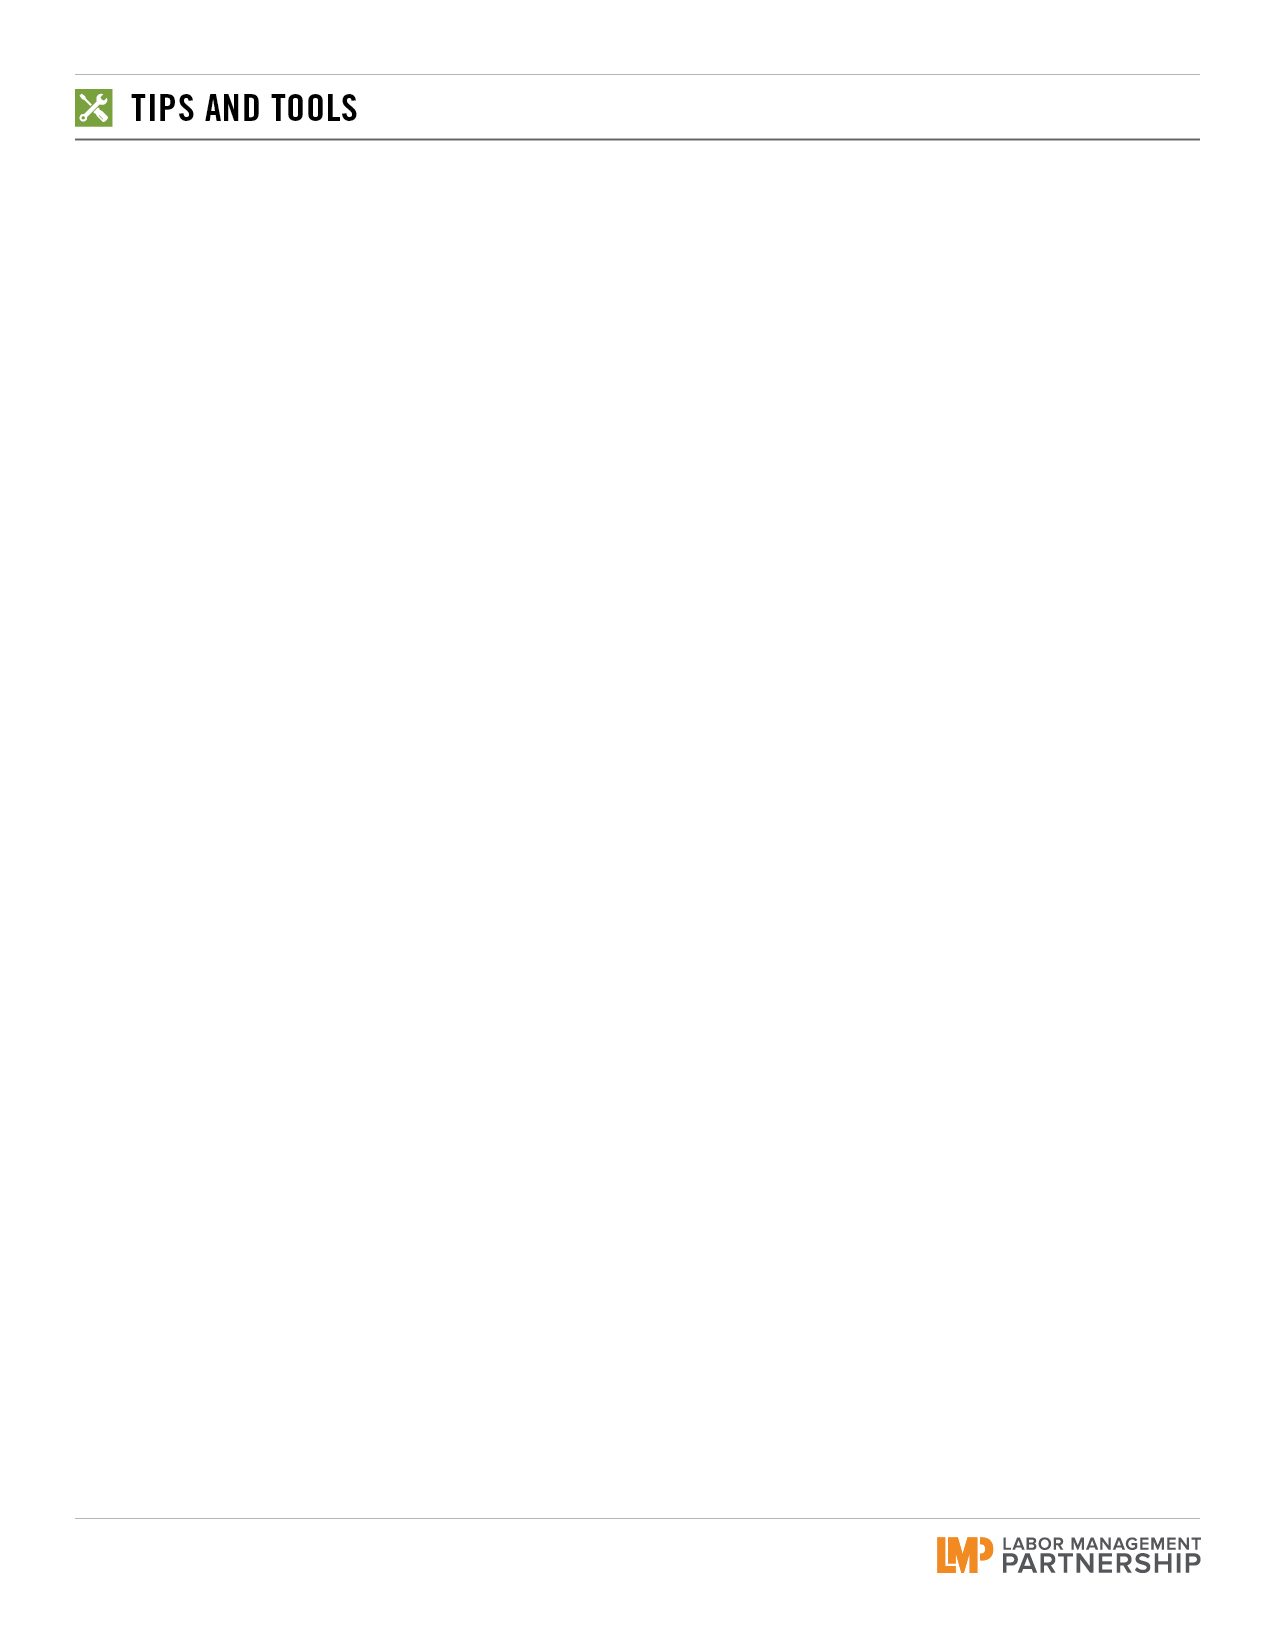 TIPS AND TOOLS
LMP LABOR MANAGEMENT
PARTNERSHIP